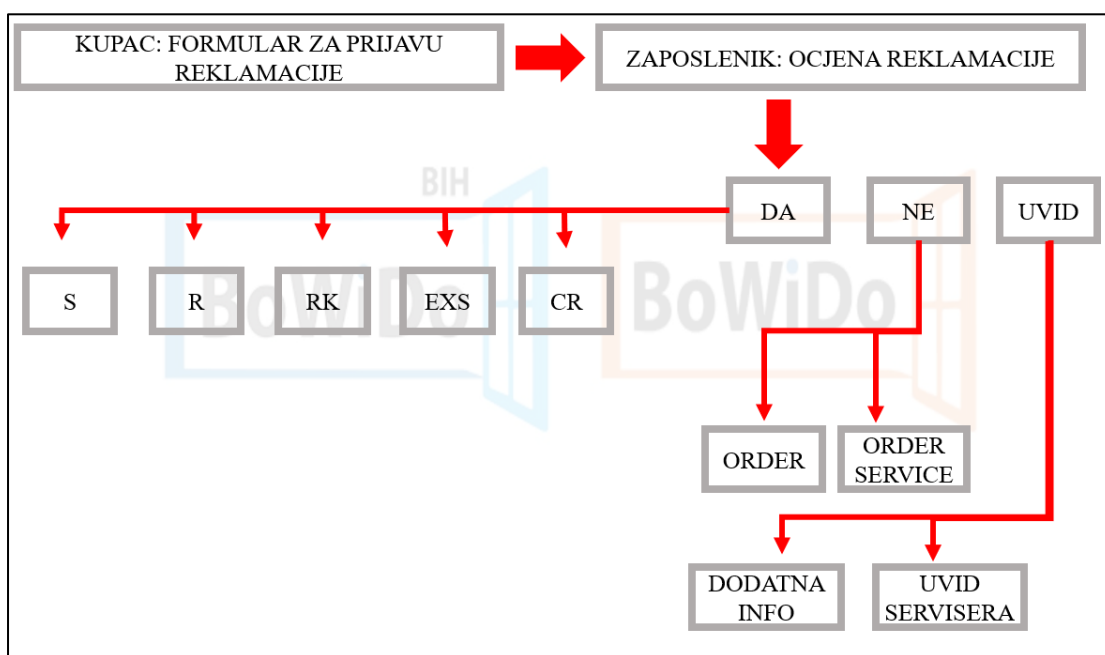 KUPAC: FORMULAR ZA PRIJAVU
REKLAMACIJE
ZAPOSLENIK: OCJENA REKLAMACIJE
BIH
DA
NE
UVID
S
R
RK
EXS
CR
BoWiDo
BoWiDo
ORDER
ORDER
SERVICE
DODATNA
INFO
UVID
SERVISERA